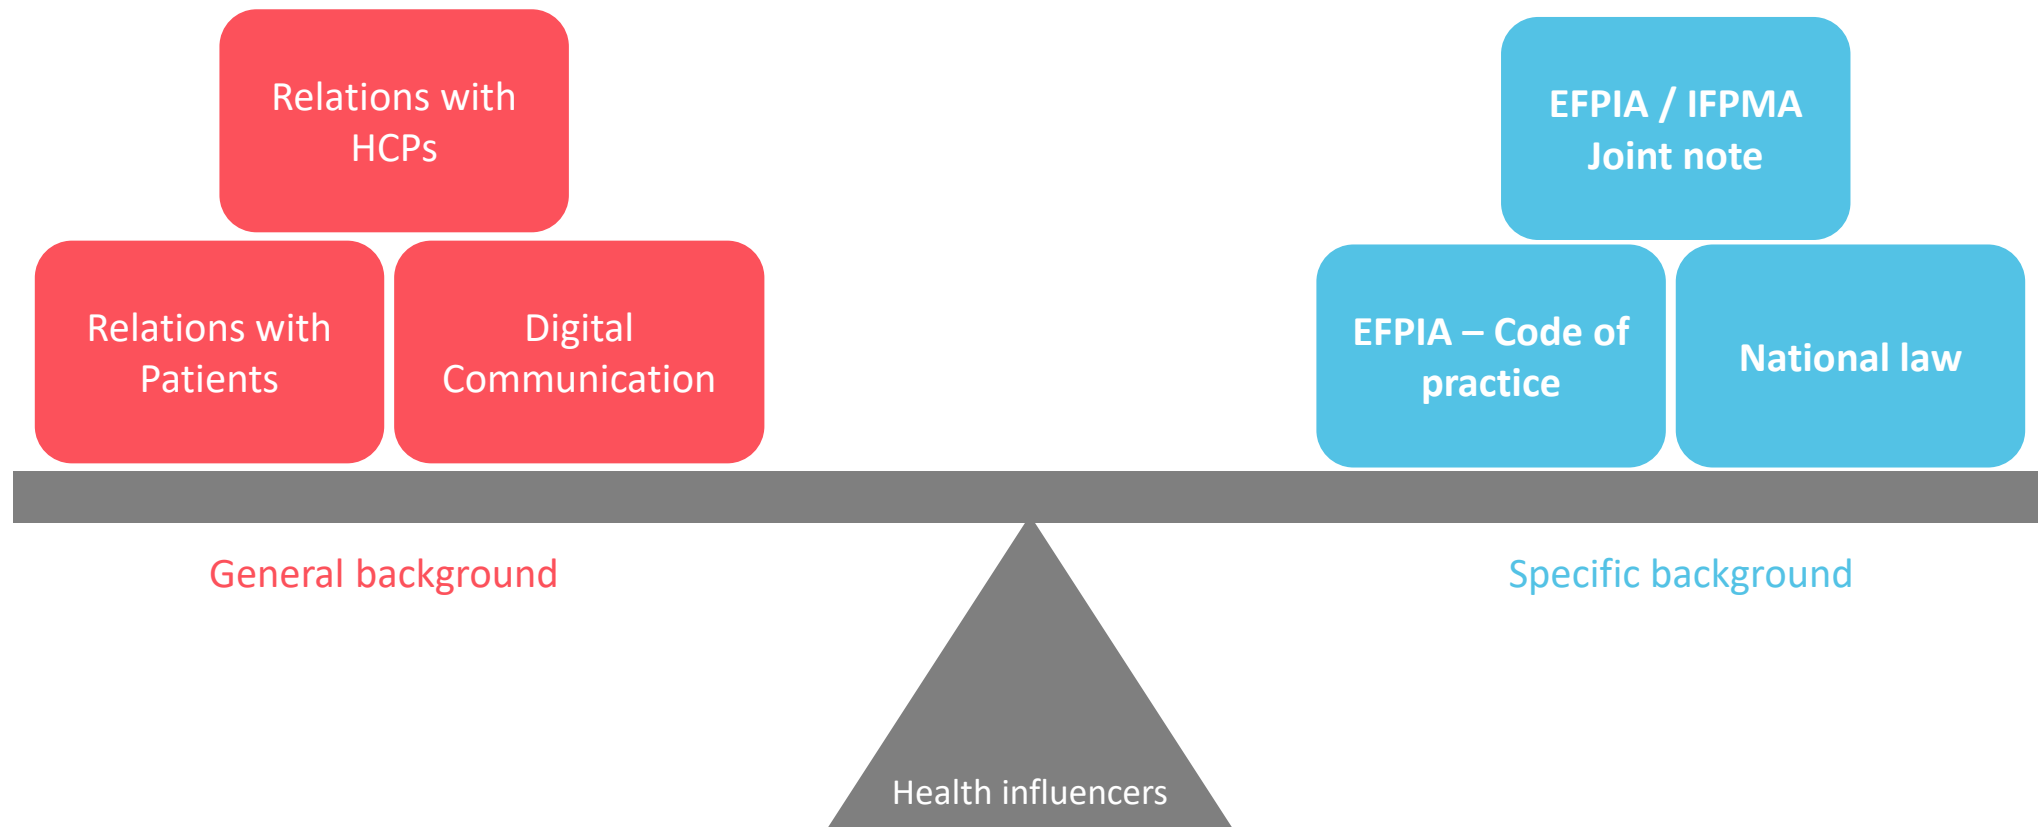 Relations with
HCPs
Relations with
Patients
Digital
Communication
General background
EFPIA / IFPMA
Joint note
EFPIA – Code of
practice
National law
Specific background
Health influencers